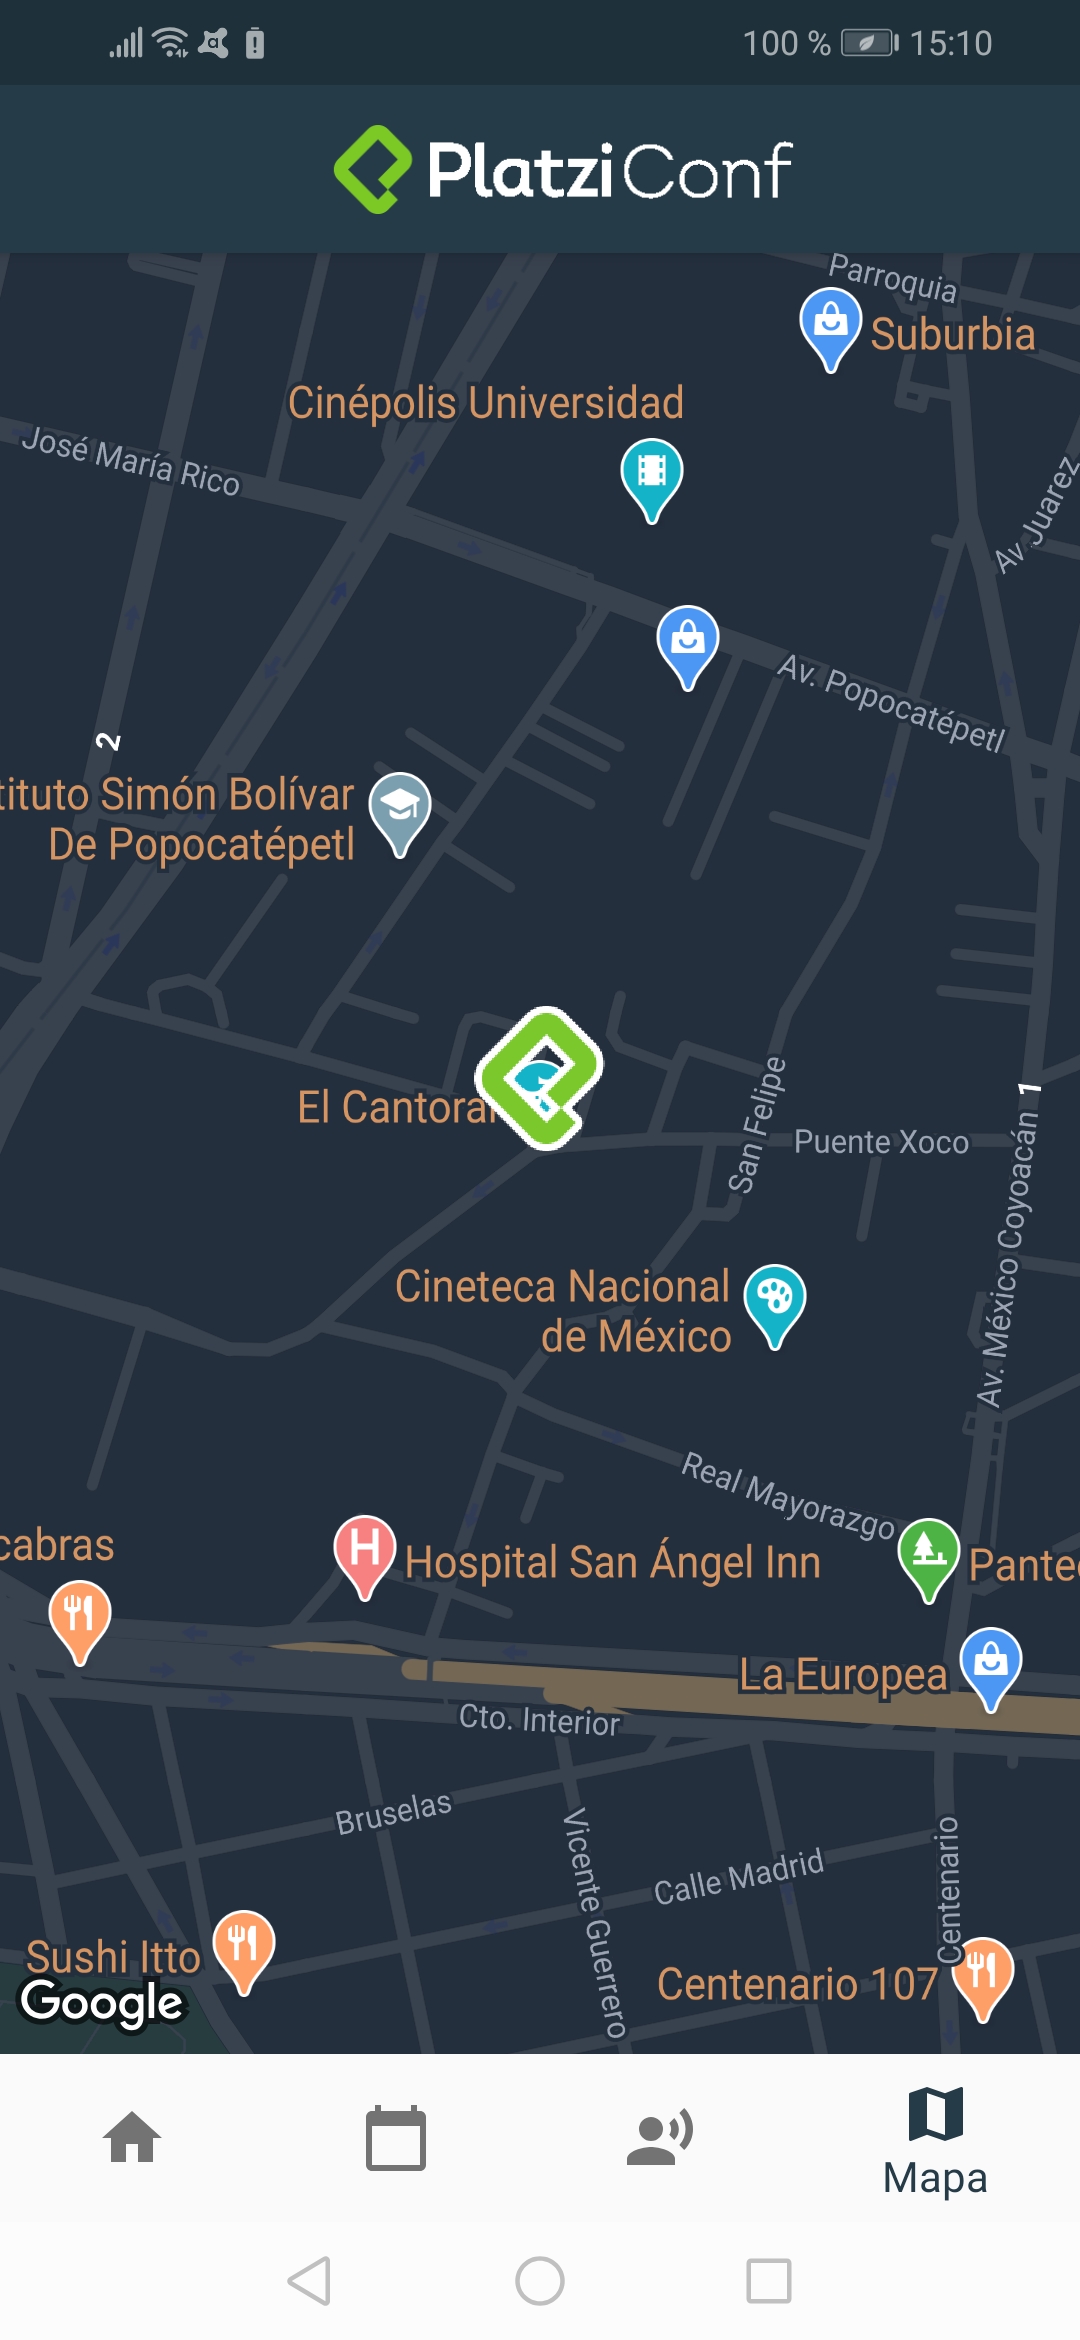 100 % 15:10
Platzi Conf
Parroquia
Suburbia
Cinépolis Universidad
José María Rico
Av Juarez
Av. Popocatépetl
2
tituto Simón Bolívar
De Popocatépetl
El Cantoral
San Felipe
Puente Xoco
1
Av. México Coyoacán
Cineteca Nacional
de México
Real Mayorazgo
cabras
H
Hospital San Ángel Inn
Pante
La Europea
Cto. Interior
Bruselas
Vicente Guerrero
Calle Madrid
Centenario
Sushi Itto
Google
Centenario 107
Mapa